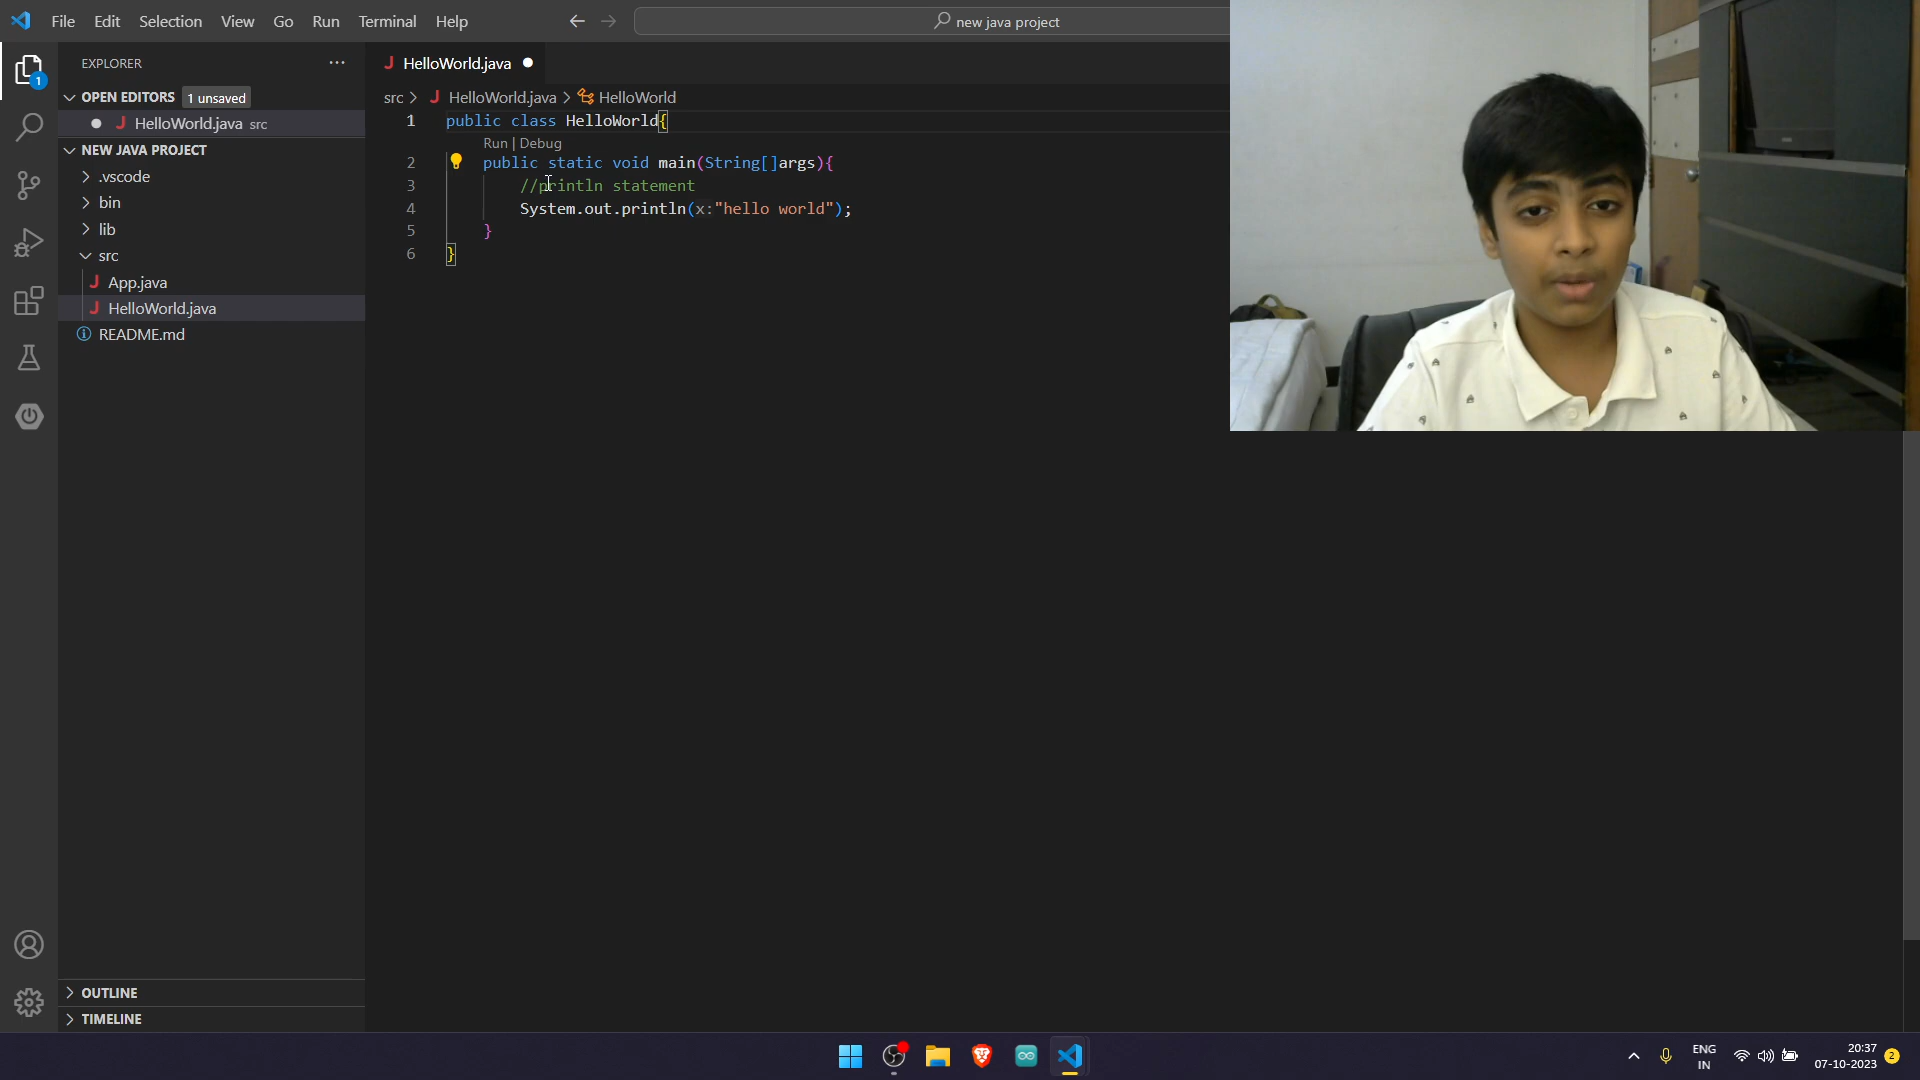 File Edit Selection View Go Run Terminal Help
new java project
EXPLORER
1
OPEN EDITORS 1 unsaved
HelloWorld.java src
NEW JAVA PROJECT
.vscode
bin
lib
src
App.java
HelloWorld.java
README.md
OUTLINE
TIMELINE
HelloWorld.java
src > HelloWorld.java > HelloWorld
1 public class HelloWorld{
Run | Debug
2 public static void main(String[]args){
3 //println statement
4 System.out.println(x:"hello world");
5 }
6 }
ENG
IN
20:37
07-10-2023
2